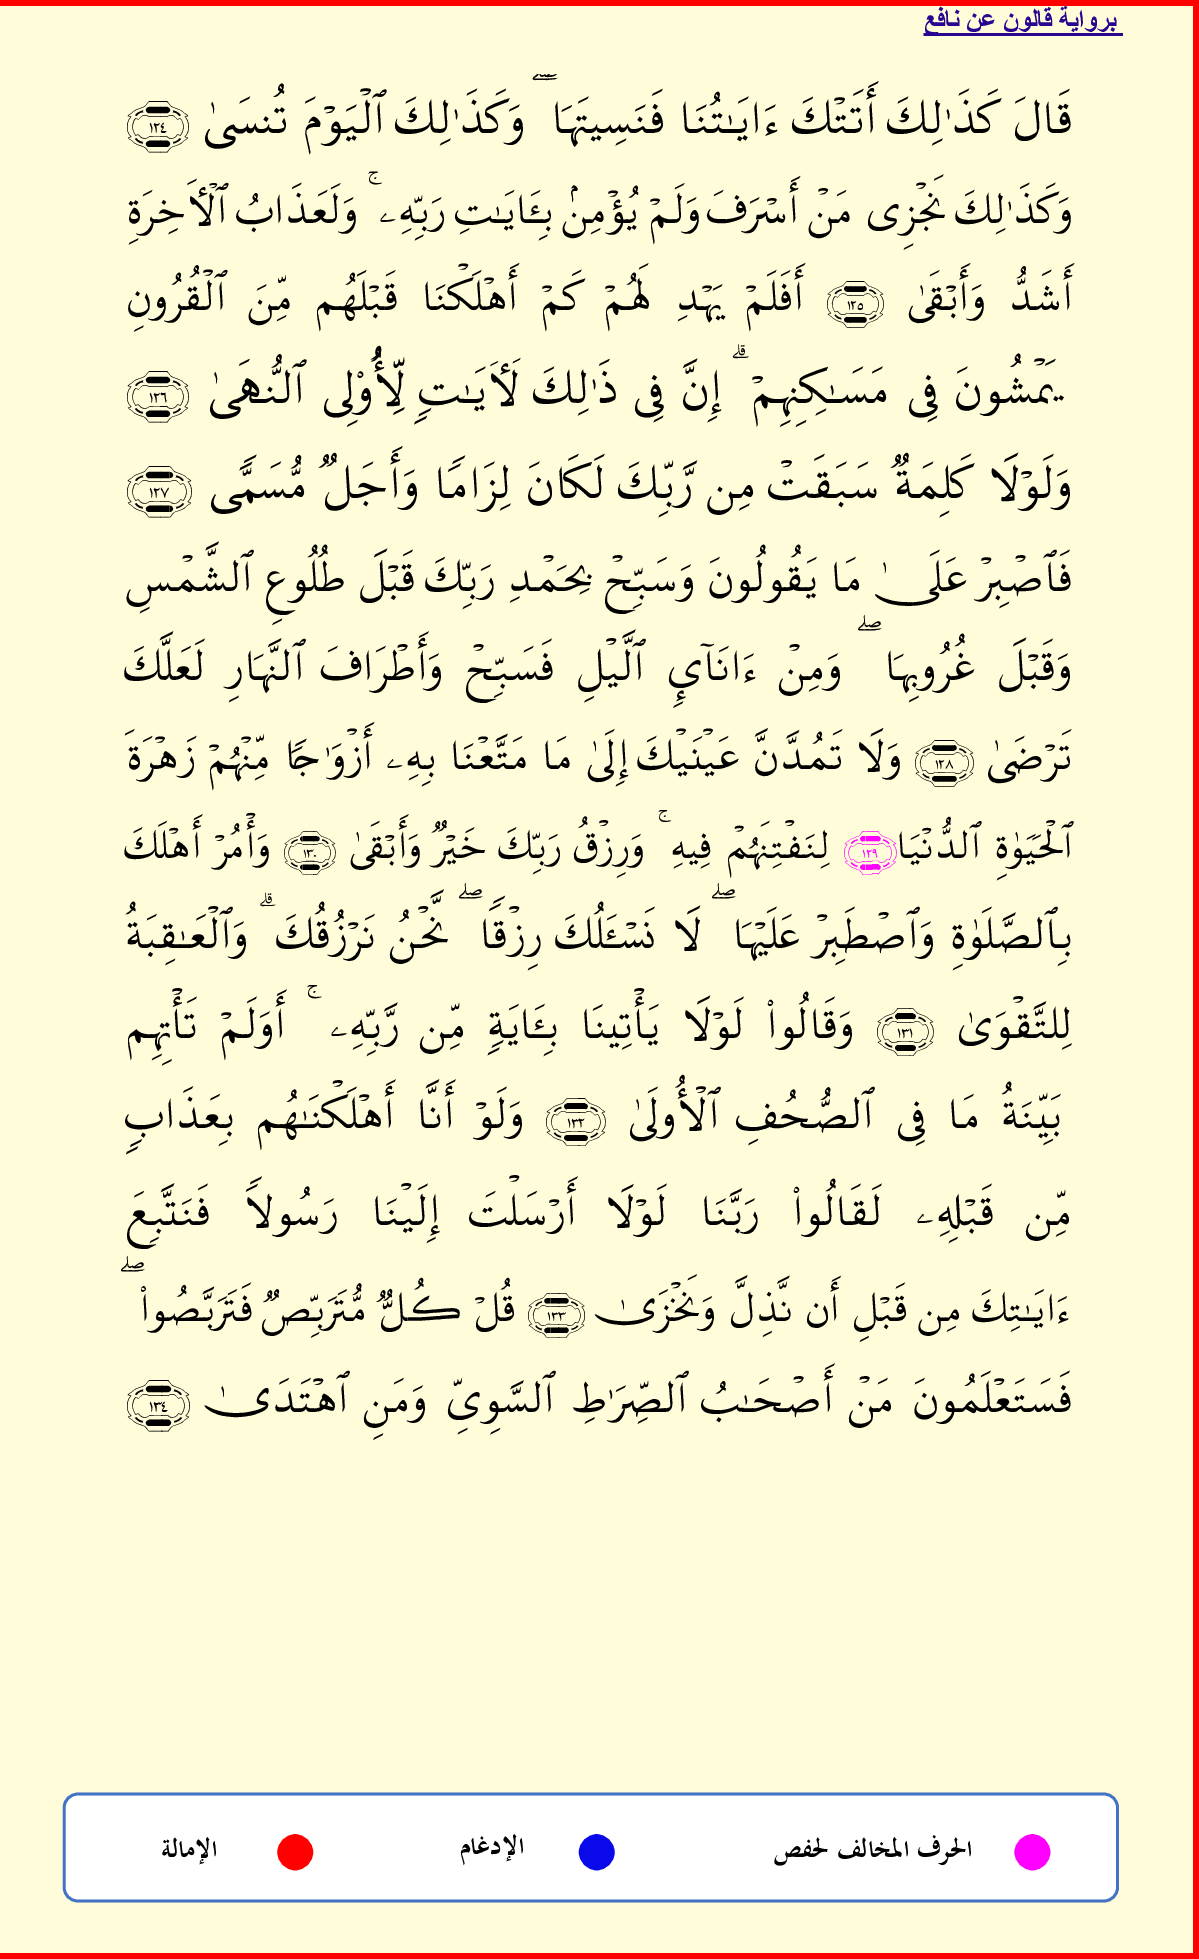 برواية قالون عن نافع
قَالَ كَذَٰلِكَ أَتَتْكَ ءَايَـٰتُنَا فَنَسِيتَهَا ۖ وَكَذَٰلِكَ ٱلْيَوْمَ تُنسَىٰ ١٢٤
وَكَذَٰلِكَ نَجْزِى مَنْ أَسْرَفَ وَلَمْ يُؤْمِنۢ بِـَٔايَـٰتِ رَبِّهِۦ ۚ وَلَعَذَابُ ٱلْأَخِرَةِ
أَشَدُّ وَأَبْقَىٰ ١٢٥ أَفَلَمْ يَهْدِ لَهُمْ كَمْ أَهْلَكْنَا قَبْلَهُم مِّنَ ٱلْقُرُونِ
يَمْشُونَ فِى مَسَـٰكِنِهِمْ ۗ إِنَّ فِى ذَٰلِكَ لَأَيَـٰتٍ لِّأُوْلِى ٱلنُّهَىٰ ١٢٦
وَلَوْلَا كَلِمَةٌ سَبَقَتْ مِن رَّبِّكَ لَكَانَ لِزَامًا وَأَجَلٌ مُّسَمًّى ١٢٧
فَٱصْبِرْ عَلَىٰ مَا يَقُولُونَ وَسَبِّحْ بِحَمْدِ رَبِّكَ قَبْلَ طُلُوعِ ٱلشَّمْسِ
وَقَبْلَ غُرُوبِهَا ۖ وَمِنْ ءَانَآيِٕ ٱلَّيْلِ فَسَبِّحْ وَأَطْرَافَ ٱلنَّهَارِ لَعَلَّكَ
تَرْضَىٰ ١٢٨ وَلَا تَمُدَّنَّ عَيْنَيْكَ إِلَىٰ مَا مَتَّعْنَا بِهِۦ أَزْوَٰجًا مِّنْهُمْ زَهْرَةَ
ٱلْحَيَوٰةِ ٱلدُّنْيَا ١٢٩ لِنَفْتِنَهُمْ فِيهِ ۚ وَرِزْقُ رَبِّكَ خَيْرٌ وَأَبْقَىٰ ١٣٠ وَأْمُرْ أَهْلَكَ
بِٱلصَّلَوٰةِ وَٱصْطَبِرْ عَلَيْهَا ۖ لَا نَسْـَٔلُكَ رِزْقًا ۖ نَّحْنُ نَرْزُقُكَ ۗ وَٱلْعَـٰقِبَةُ
لِلتَّقْوَىٰ ١٣١ وَقَالُوا۟ لَوْلَا يَأْتِينَا بِـَٔايَةٍ مِّن رَّبِّهِۦ ۚ أَوَلَمْ تَأْتِهِم
بَيِّنَةُ مَا فِى ٱلصُّحُفِ ٱلْأُولَىٰ ١٣٢ وَلَوْ أَنَّا أَهْلَكْنَـٰهُم بِعَذَابٍ
مِّن قَبْلِهِۦ لَقَالُوا۟ رَبَّنَا لَوْلَا أَرْسَلْتَ إِلَيْنَا رَسُولًا فَنَتَّبِعَ
ءَايَـٰتِكَ مِن قَبْلِ أَن نَّذِلَّ وَنَخْزَىٰ ١٣٣ قُلْ كُلٌّ مُّتَرَبِّصٌ فَتَرَبَّصُوا۟ ۖ
فَسَتَعْلَمُونَ مَنْ أَصْحَـٰبُ ٱلصِّرَٰطِ ٱلسَّوِىِّ وَمَنِ ٱهْتَدَىٰ ١٣٤
الحرف المخالف لحفص الإدغام الإمالة